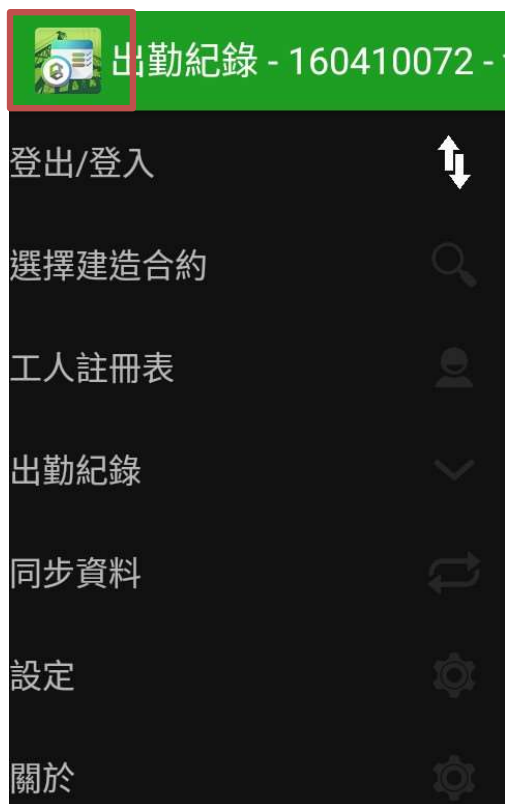 出勤紀錄 - 160410072 -
登出/登入
選擇建造合約
工人註冊表
出勤紀錄
同步資料
設定
關於